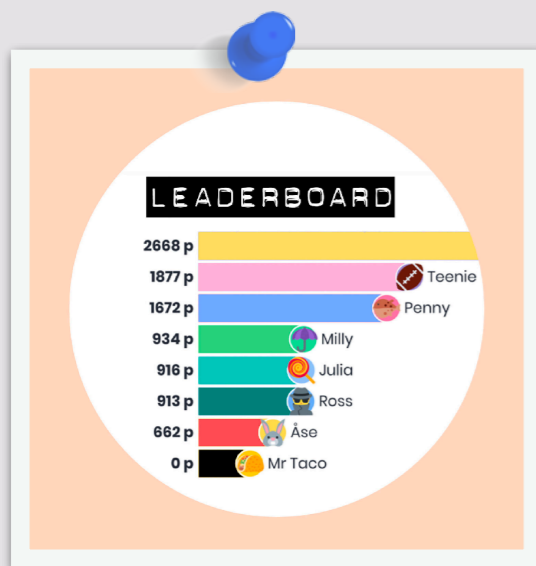 LEADERBOARD
2668 p
1877 p Teenie
1672 p Penny
934 p Milly
916 p Julia
913 p Ross
662 p Åse
0 p Mr Taco